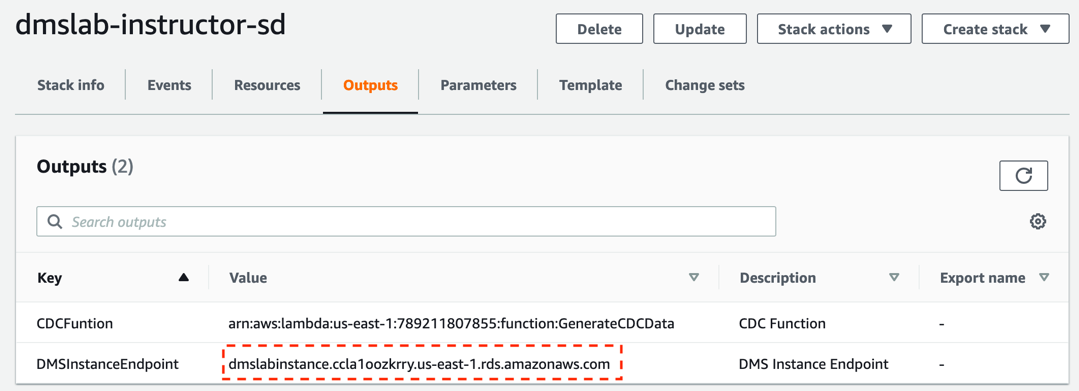 dmslab-instructor-sd
Delete Update Stack actions Create stack
Stack info Events Resources Outputs Parameters Template Change sets
Outputs (2)
Search outputs
Key Value Description Export name
CDCFuntion arn:aws:lambda:us-east-1:789211807855:function:GenerateCDCData CDC Function -
DMSInstanceEndpoint dmslabinstance.ccla1oozkrry.us-east-1.rds.amazonaws.com DMS Instance Endpoint -